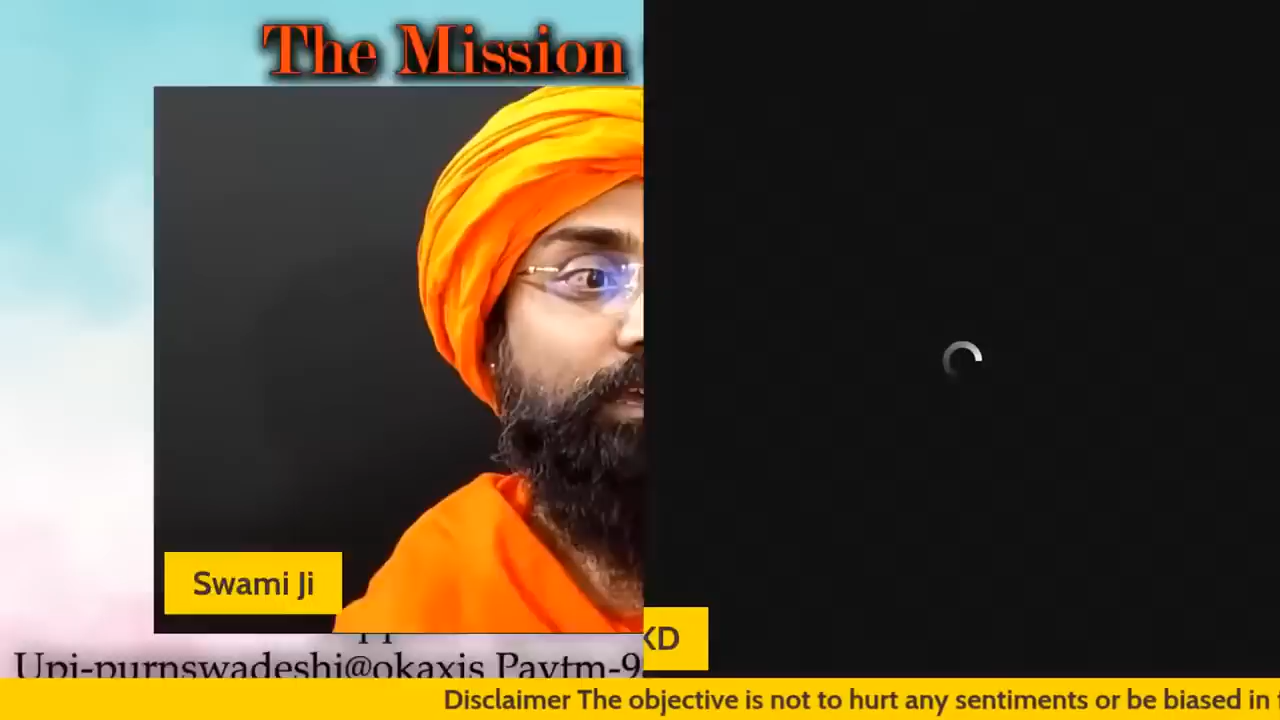 The Mission
Swami Ji
KD
Upi-purnswadeshi@okaxis Paytm-9
Disclaimer The objective is not to hurt any sentiments or be biased in